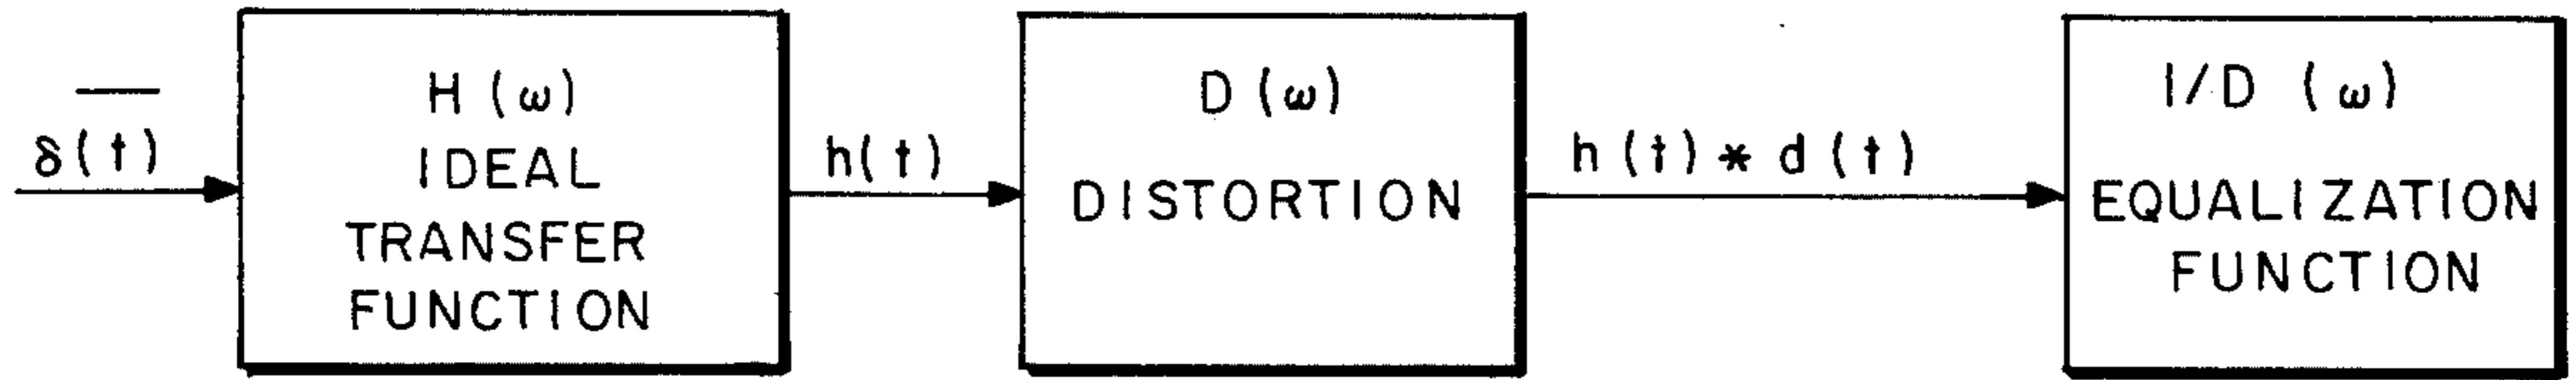 δ(t)
H (ω)
IDEAL
TRANSFER
FUNCTION
h(t)
D (ω)
DISTORTION
h (t) * d (t)
1/D (ω)
EQUALIZATION
FUNCTION